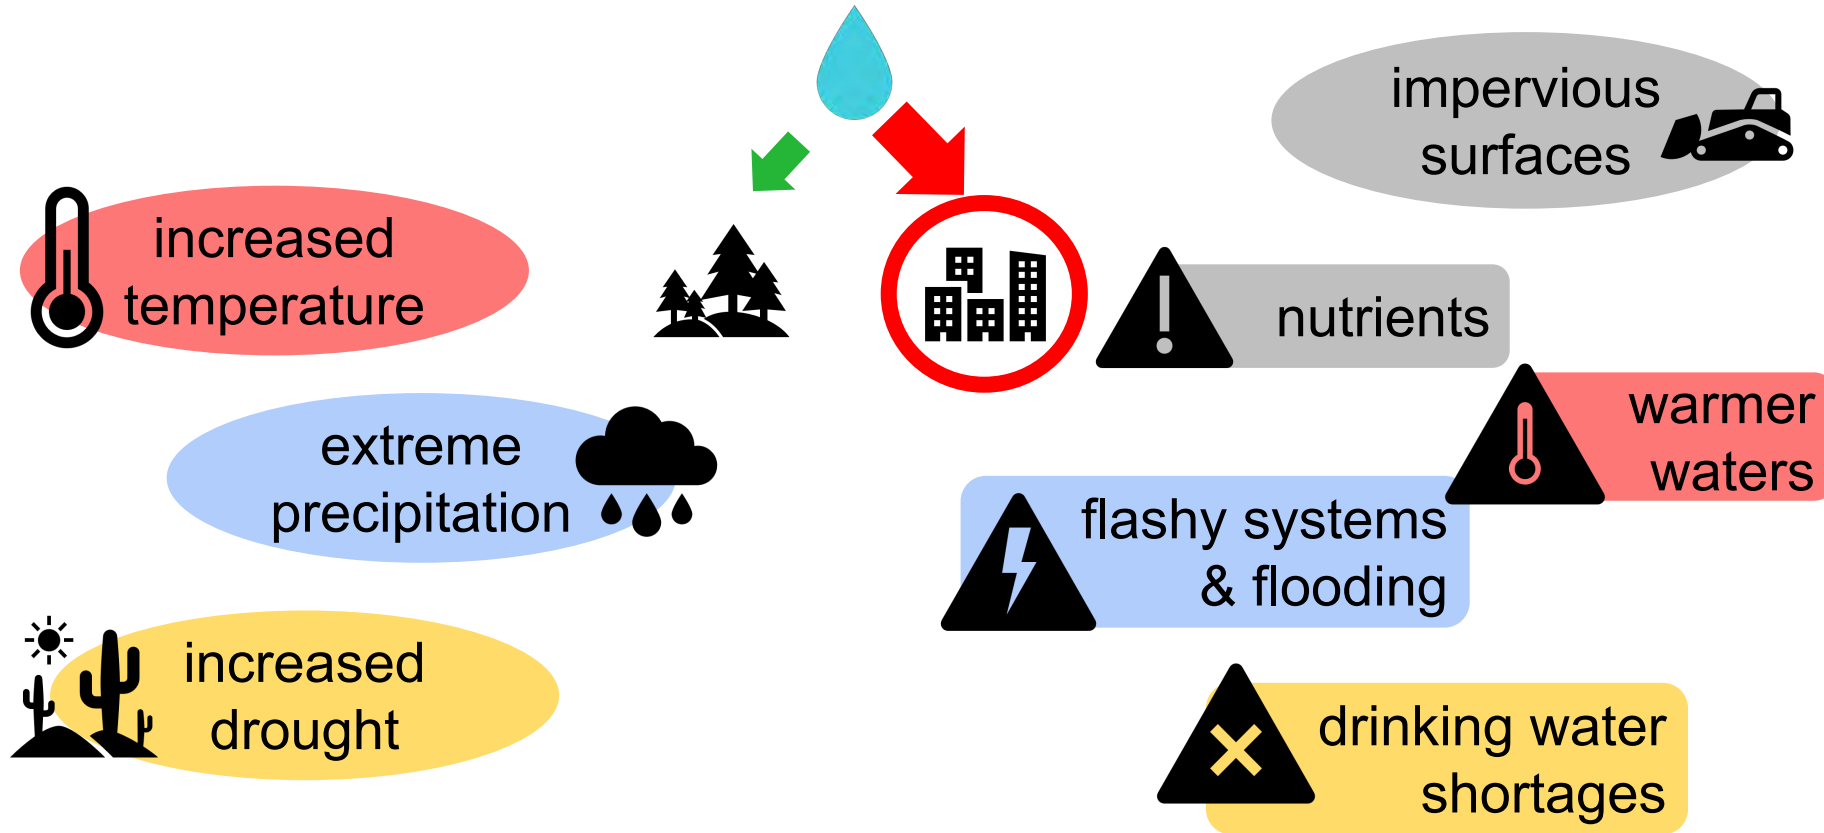 impervious
surfaces
increased
temperature
nutrients
warmer
waters
extreme
precipitation
flashy systems
& flooding
increased
drought
drinking water
shortages